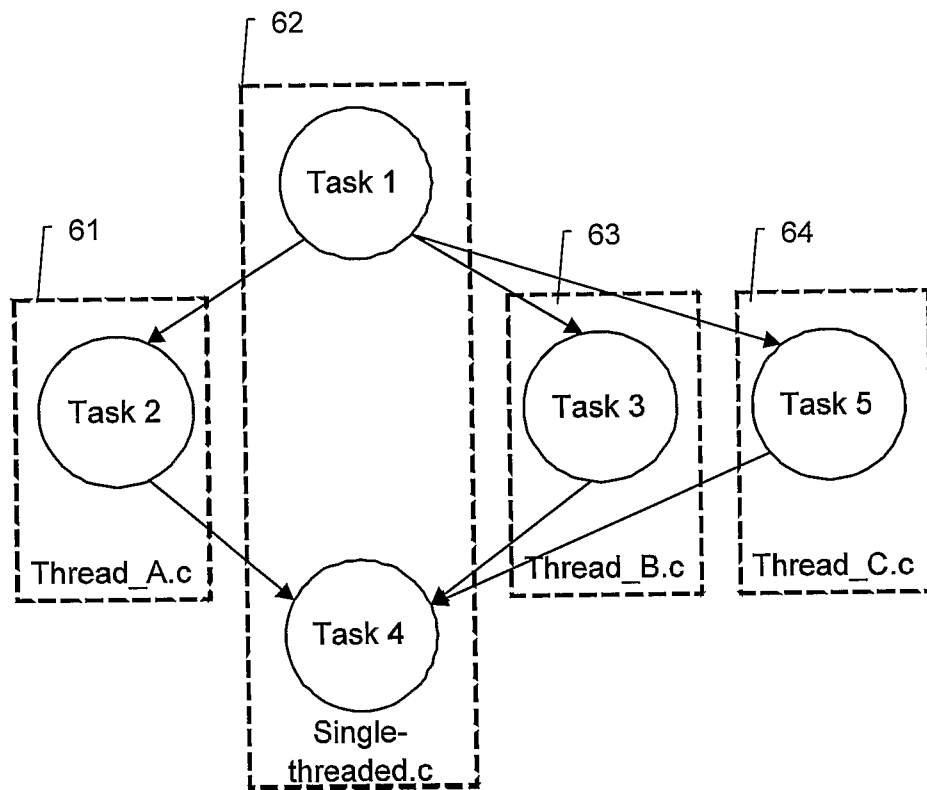 62
Task 1
61
63
64
Task 2
Task 3
Task 5
Thread_A.c
Thread_B.c
Thread_C.c
Task 4
Single-
threaded.c